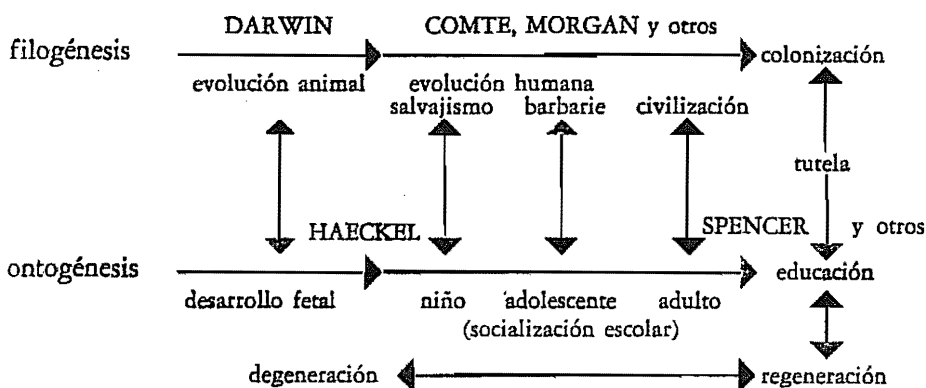 DARWIN COMTE, MORGAN y otros
filogénesis colonización
evolución animal evolución humana
salvajismo barbarie civilización
tutela
HAECKEL SPENCER y otros
ontogénesis educación
desarrollo fetal niño adolescente adulto
(socialización escolar)
degeneración regeneración